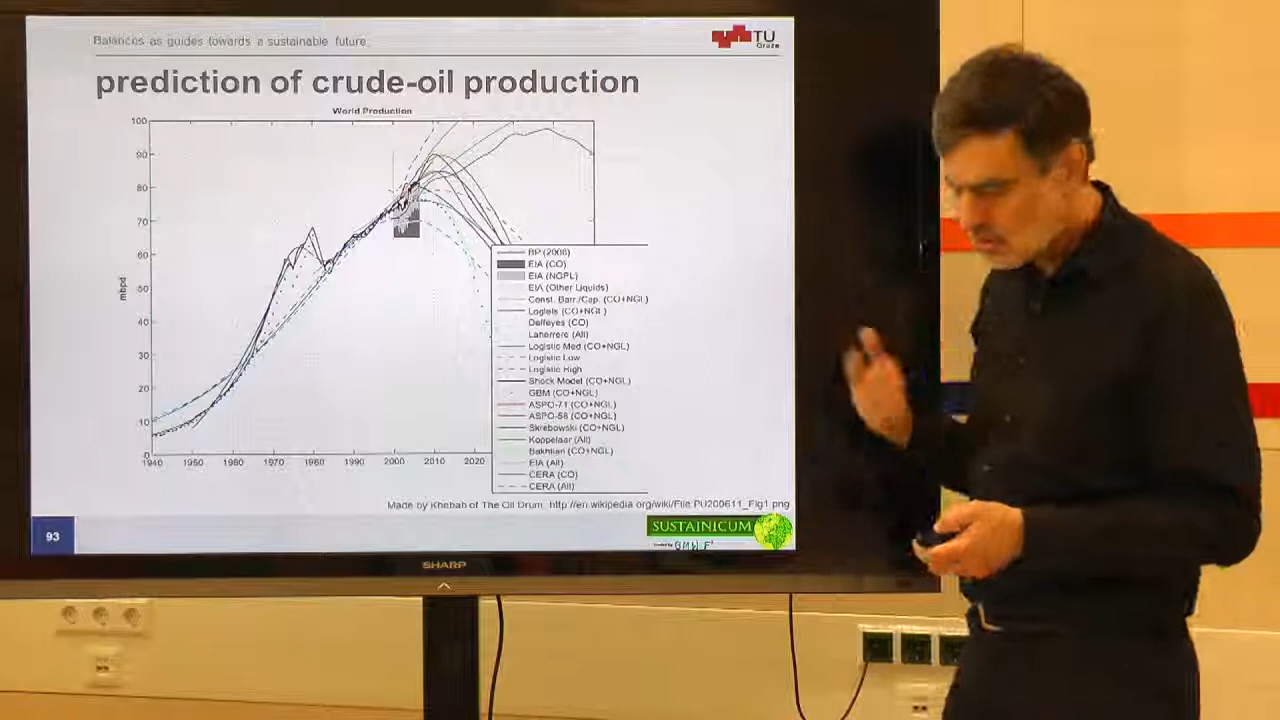 Balances as guides towards a sustainable future
TU
Graz
prediction of crude-oil production
World Production
100
90
80
70
60
50
40
30
20
10
0
mbpd
1940 1950 1960 1970 1980 1990 2000 2010 2020
BP (2006)
EIA (CO)
EIA (NGPL)
EIA (Other Liquids)
Const. Barr./Cap. (CO+NGL)
Loglets (CO+NGL)
Deffeyes (CO)
Laherrere (All)
Logistic Med (CO+NGL)
Logistic Low
Logistic High
Shock Model (CO+NGL)
GBM (CO+NGL)
ASPO-71 (CO+NGL)
ASPO-58 (CO+NGL)
Skrebowski (CO+NGL)
Koppelaar (All)
Bakhtiari (CO+NGL)
EIA (All)
CERA (CO)
CERA (All)
Made by Khebab of The Oil Drum, http://en.wikipedia.org/wiki/File:PU200611_Fig1.png
93
SUSTAINICUM
SHARP